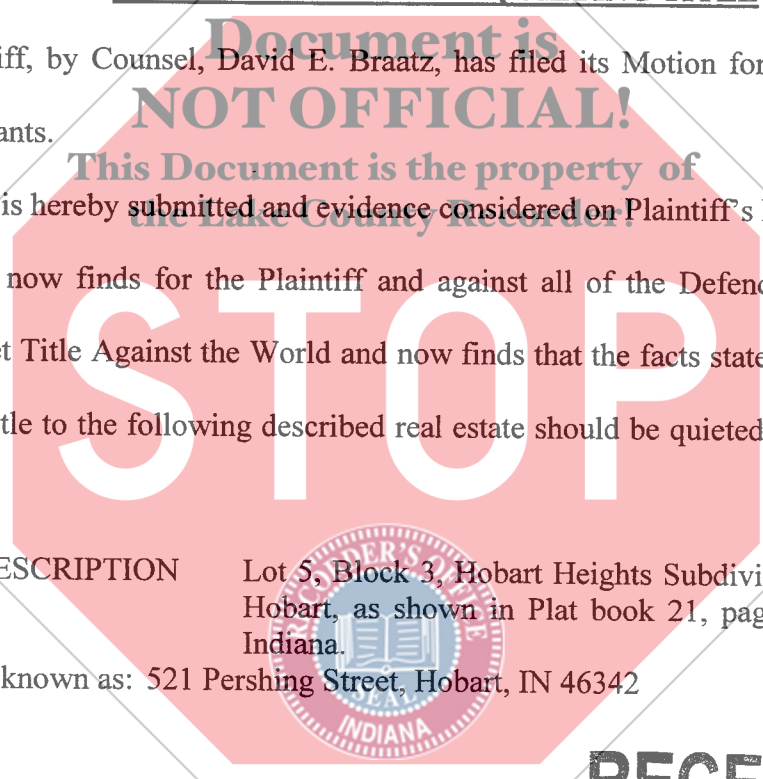 Document is
iff, by Counsel, David E. Braatz, has filed its Motion for
NOT OFFICIAL!
ants.
This Document is the property of
is hereby submitted and evidence considered on Plaintiff's
the Lake County Recorder!
now finds for the Plaintiff and against all of the Defend
STOP
t Title Against the World and now finds that the facts state
tle to the following described real estate should be quieted
ESCRIPTION Lot 5, Block 3, Hobart Heights Subdivi
Hobart, as shown in Plat book 21, pag
Indiana.
known as: 521 Pershing Street, Hobart, IN 46342
RECORDER'S OFFICE
SEAL
INDIANA